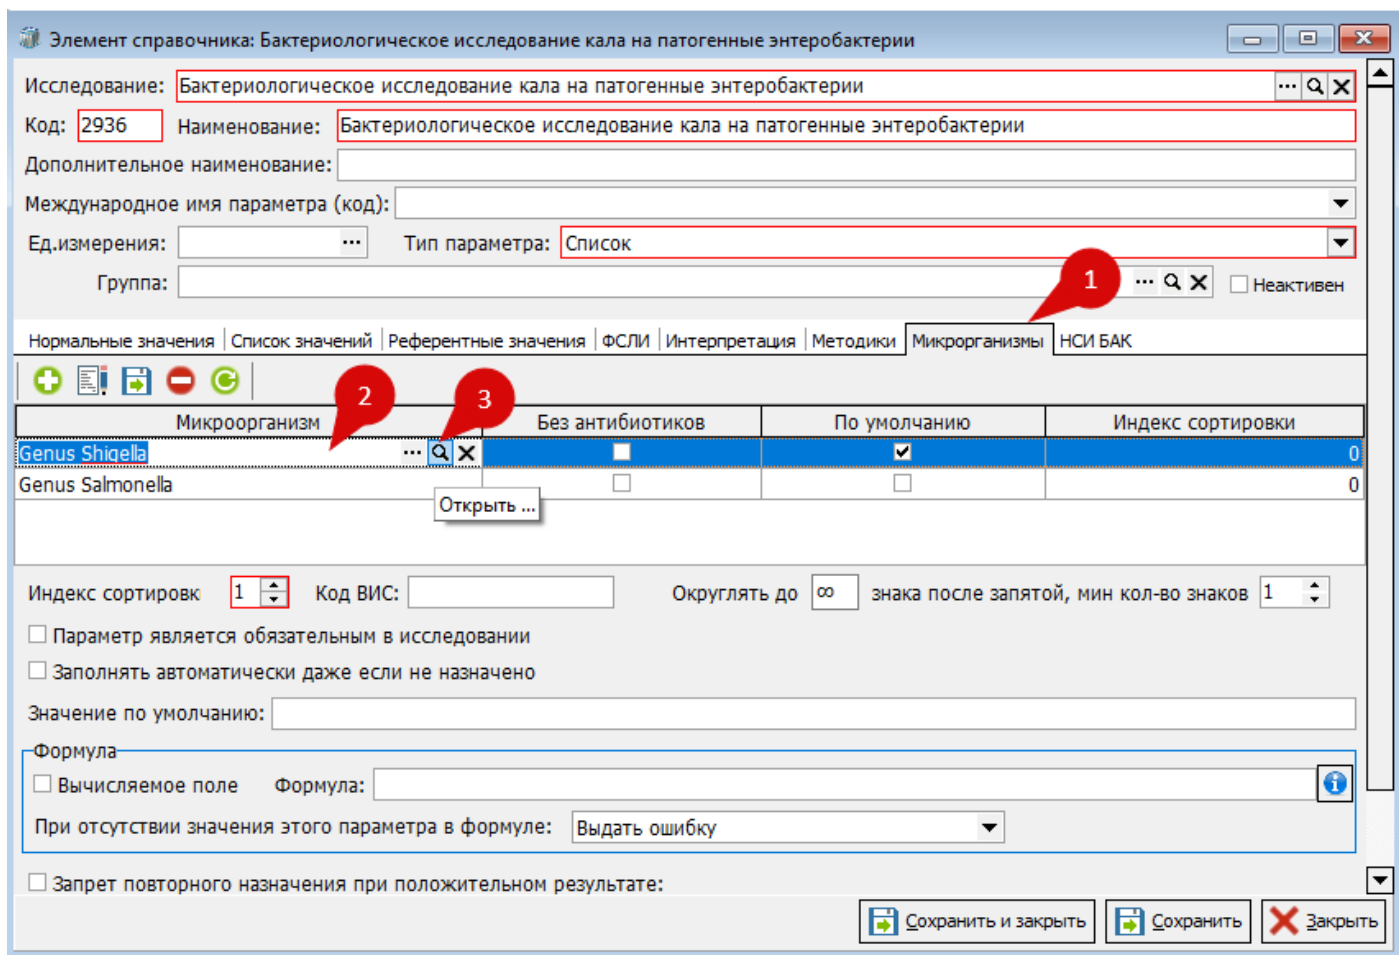 Элемент справочника: Бактериологическое исследование кала на патогенные энтеробактерии
Исследование: Бактериологическое исследование кала на патогенные энтеробактерии
Код: 2936 Наименование: Бактериологическое исследование кала на патогенные энтеробактерии
Дополнительное наименование:
Международное имя параметра (код):
Ед.измерения: ... Тип параметра: Список
Группа: ... Неактивен
1
Нормальные значения Список значений Референтные значения ФСЛИ Интерпретация Методики Микрорганизмы НСИ БАК
2
3
Микроорганизм Без антибиотиков По умолчанию Индекс сортировки
Genus Shigella ... 0
Genus Salmonella 0
Открыть ...
Индекс сортировк 1 Код ВИС: Округлять до ∞ знака после запятой, мин кол-во знаков 1
Параметр является обязательным в исследовании
Заполнять автоматически даже если не назначено
Значение по умолчанию:
Формула
Вычисляемое поле Формула:
При отсутствии значения этого параметра в формуле: Выдать ошибку
Запрет повторного назначения при положительном результате:
Сохранить и закрыть Сохранить Закрыть